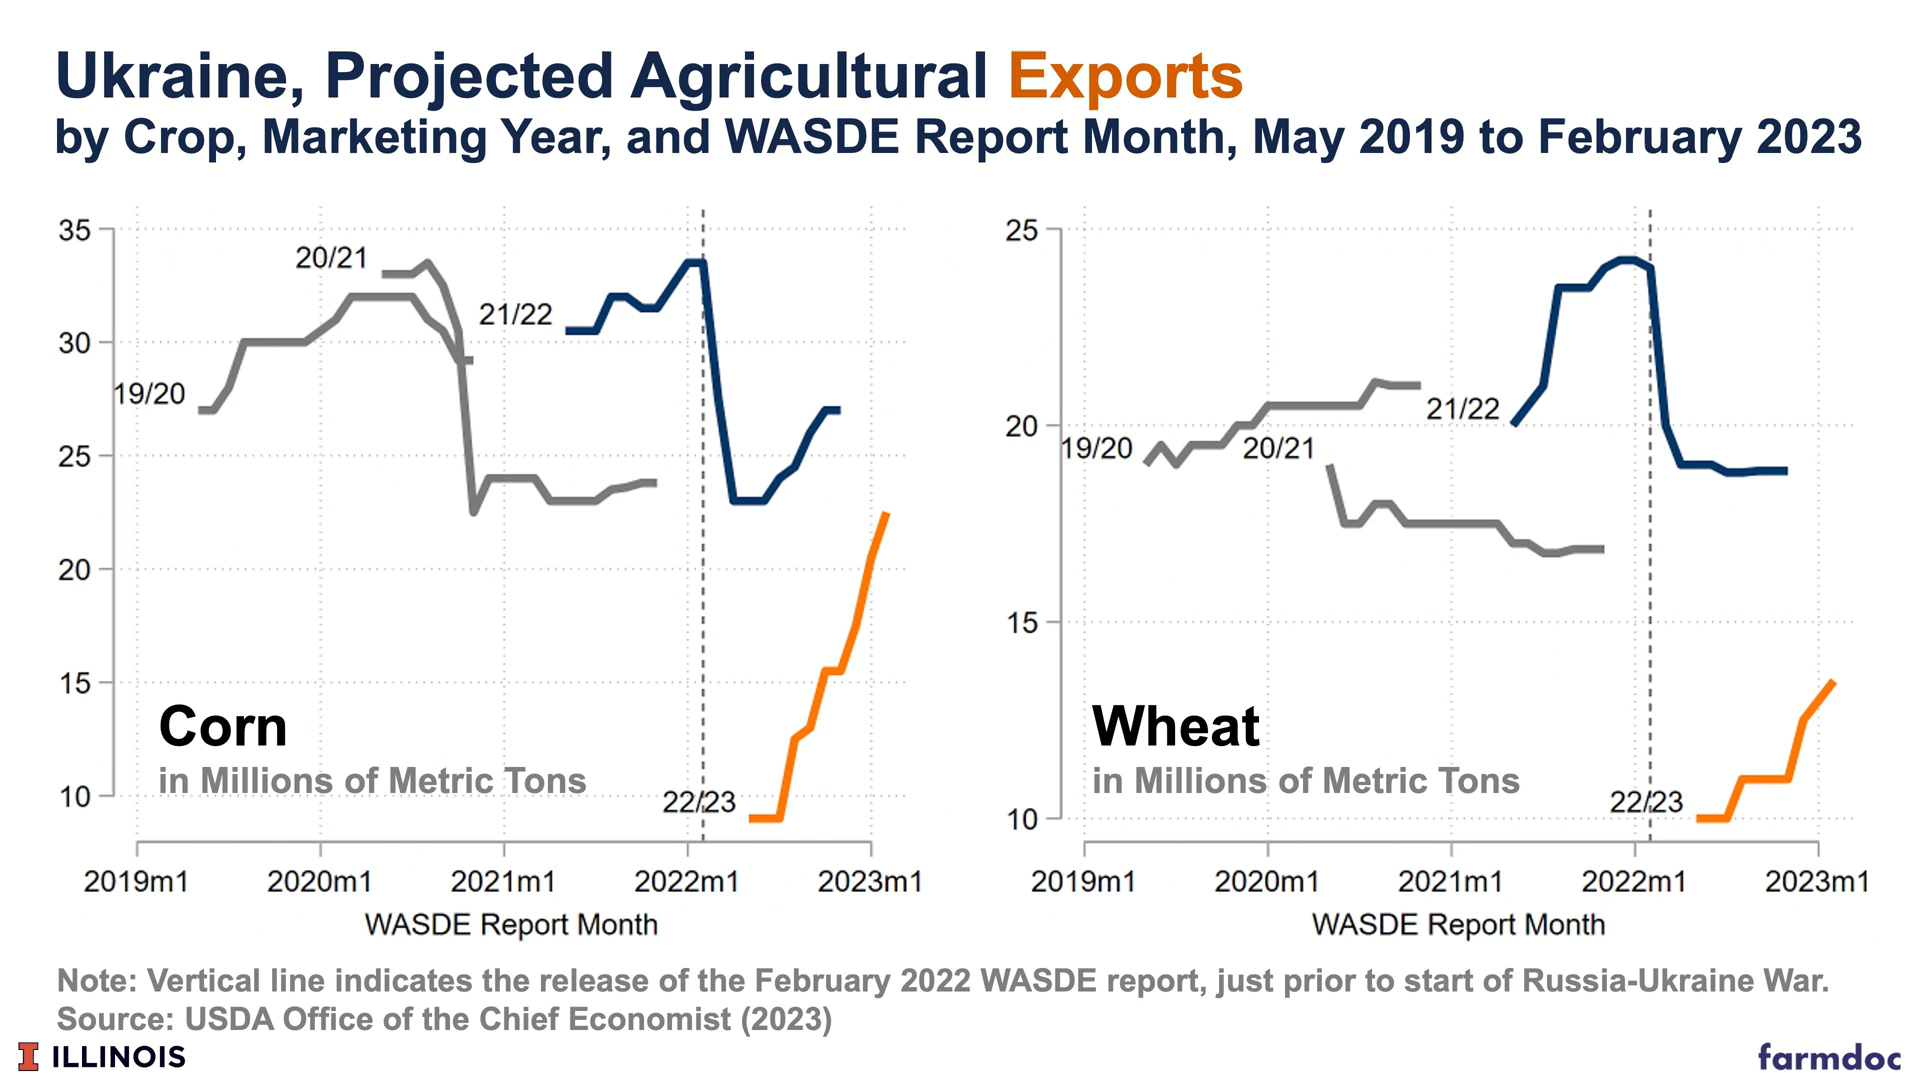 Ukraine, Projected Agricultural Exports
by Crop, Marketing Year, and WASDE Report Month, May 2019 to February 2023
35
30
25
20
15
10
20/21
21/22
19/20
22/23
Corn
in Millions of Metric Tons
2019m1 2020m1 2021m1 2022m1 2023m1
WASDE Report Month
25
20
15
10
21/22
19/20
20/21
22/23
Wheat
in Millions of Metric Tons
2019m1 2020m1 2021m1 2022m1 2023m1
WASDE Report Month
Note: Vertical line indicates the release of the February 2022 WASDE report, just prior to start of Russia-Ukraine War.
Source: USDA Office of the Chief Economist (2023)
I ILLINOIS
farmdoc